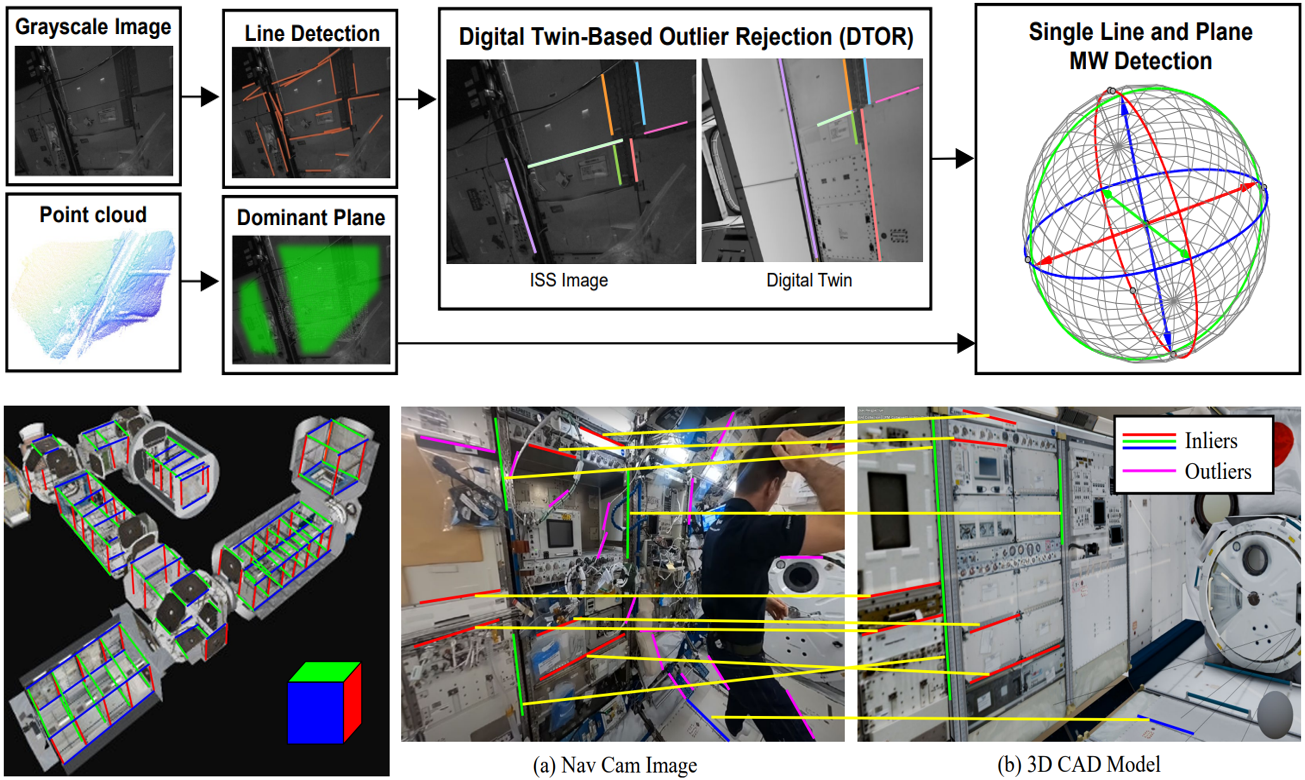 Grayscale Image
Line Detection
Digital Twin-Based Outlier Rejection (DTOR)
Single Line and Plane
MW Detection
Point cloud
Dominant Plane
ISS Image
Digital Twin
Inliers
Outliers
(a) Nav Cam Image
(b) 3D CAD Model